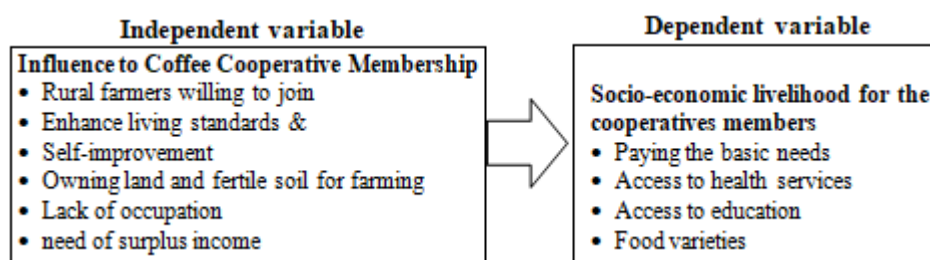 Independent variable
Influence to Coffee Cooperative Membership
• Rural farmers willing to join
• Enhance living standards &
• Self-improvement
• Owning land and fertile soil for farming
• Lack of occupation
• need of surplus income
Dependent variable
Socio-economic livelihood for the
cooperatives members
• Paying the basic needs
• Access to health services
• Access to education
• Food varieties